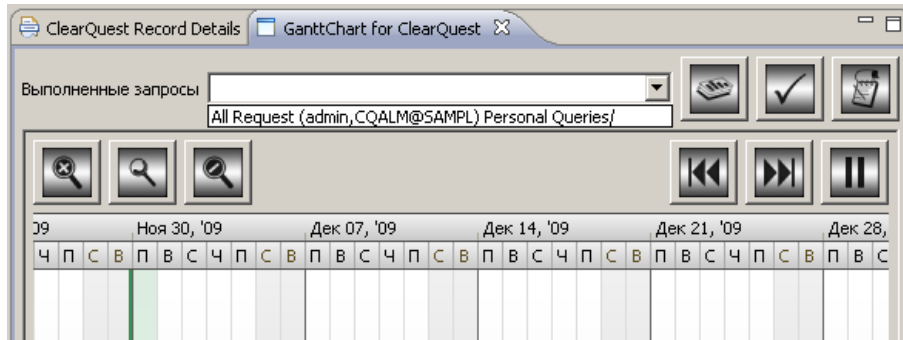 ClearQuest Record Details GanttChart for ClearQuest
Выполненные запросы
All Request (admin,CQALM@SAMPL) Personal Queries/
09 Ноя 30, '09 Дек 07, '09 Дек 14, '09 Дек 21, '09 Дек 28,
Ч П С В П В С Ч П С В П В С Ч П С В П В С Ч П С В П В С Ч П С В П В С